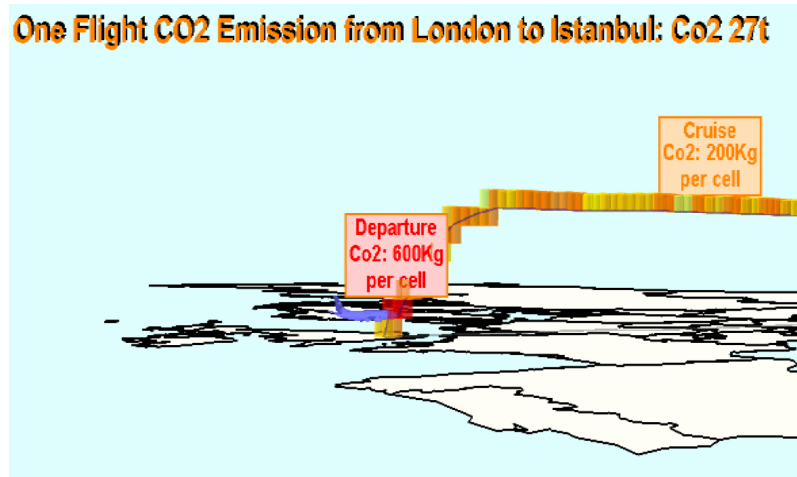 One Flight CO2 Emission from London to Istanbul: Co2 27t
Cruise
Co2: 200Kg
per cell
Departure
Co2: 600Kg
per cell